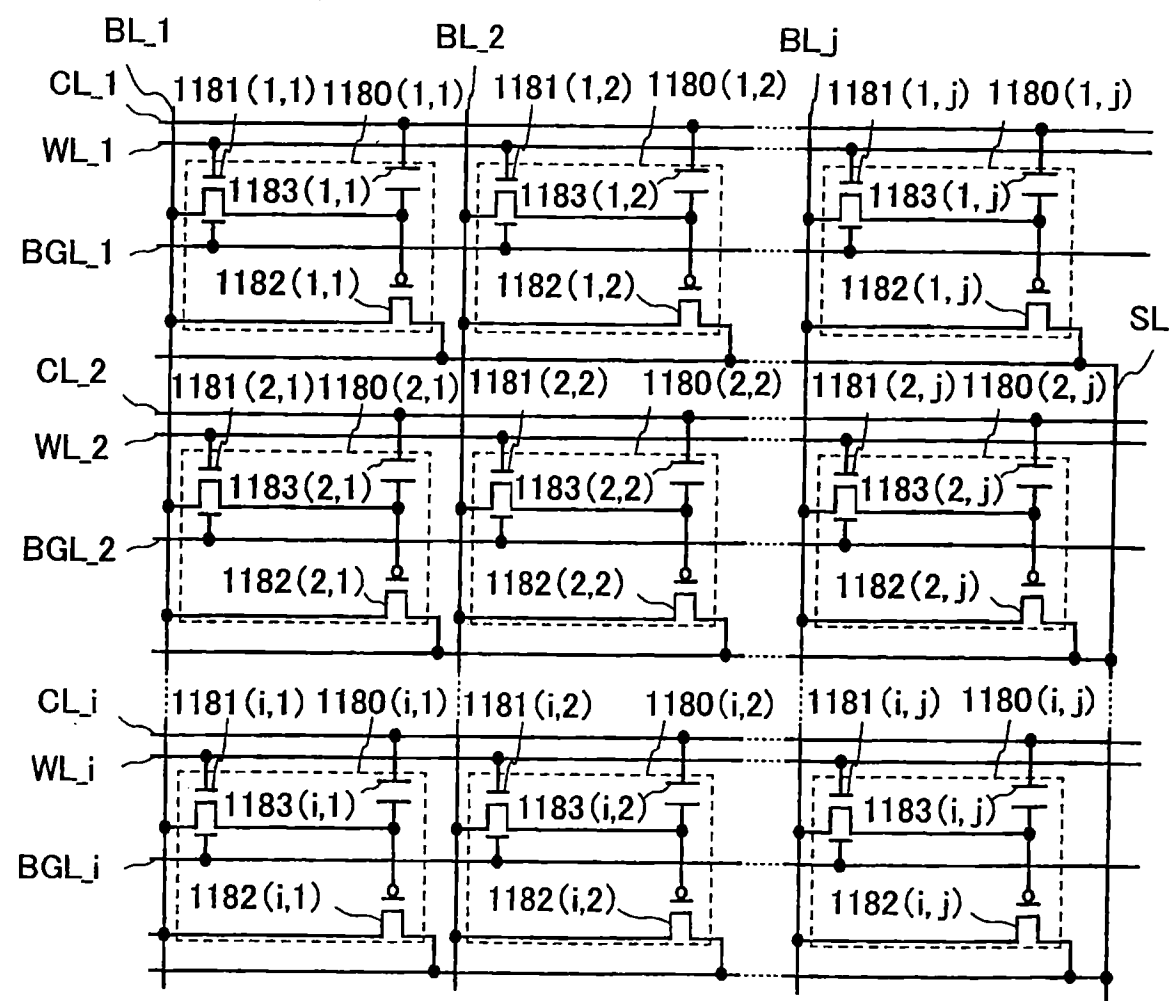 BL_1 BL_2 BL_j
CL_1 1181(1,1) 1180(1,1) 1181(1,2) 1180(1,2) 1181(1,j) 1180(1,j)
WL_1
1183(1,1) 1183(1,2) 1183(1,j)
BGL_1
1182(1,1) 1182(1,2) 1182(1,j)
SL
CL_2 1181(2,1) 1180(2,1) 1181(2,2) 1180(2,2) 1181(2,j) 1180(2,j)
WL_2
1183(2,1) 1183(2,2) 1183(2,j)
BGL_2
1182(2,1) 1182(2,2) 1182(2,j)
CL_i 1181(i,1) 1180(i,1) 1181(i,2) 1180(i,2) 1181(i,j) 1180(i,j)
WL_i
1183(i,1) 1183(i,2) 1183(i,j)
BGL_i
1182(i,1) 1182(i,2) 1182(i,j)